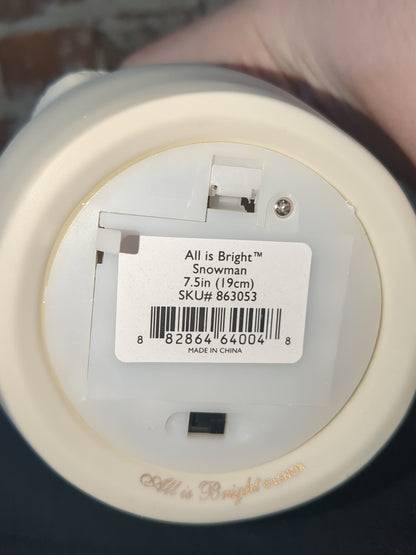 All is Bright™
Snowman
7.5in (19cm)
SKU# 863053
8 82864 64004 8
MADE IN CHINA
All is Bright ©LENOX